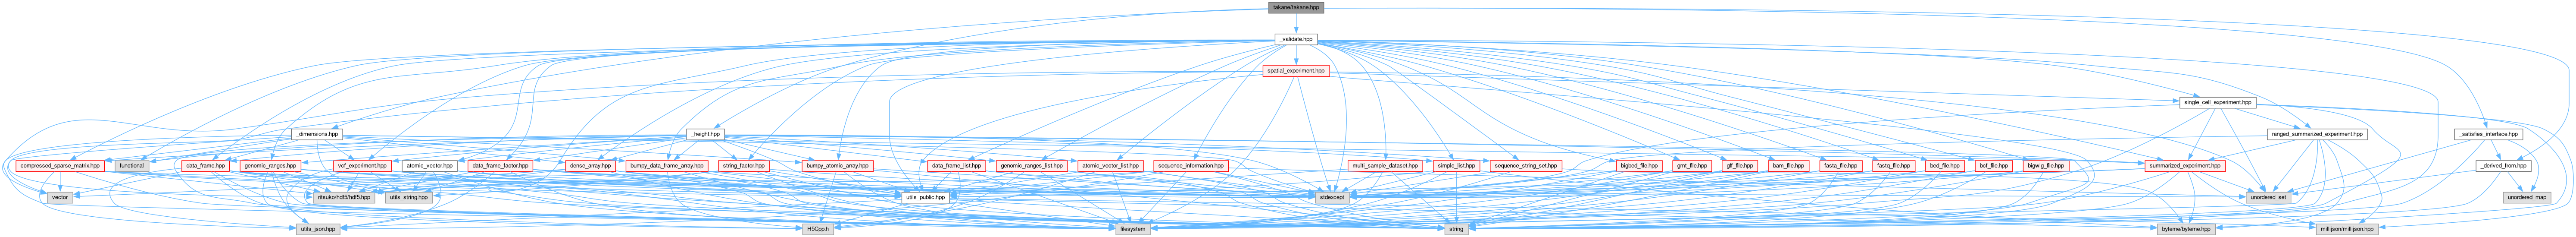 takane/takane.hpp
_validate.hpp
spatial_experiment.hpp
single_cell_experiment.hpp
_dimensions.hpp
_height.hpp
ranged_summarized_experiment.hpp
_satisfies_interface.hpp
compressed_sparse_matrix.hpp
functional
data_frame.hpp
genomic_ranges.hpp
vcf_experiment.hpp
atomic_vector.hpp
data_frame_factor.hpp
dense_array.hpp
bumpy_data_frame_array.hpp
string_factor.hpp
bumpy_atomic_array.hpp
data_frame_list.hpp
genomic_ranges_list.hpp
atomic_vector_list.hpp
sequence_information.hpp
multi_sample_dataset.hpp
simple_list.hpp
sequence_string_set.hpp
bigbed_file.hpp
gmt_file.hpp
gff_file.hpp
bam_file.hpp
fasta_file.hpp
fastq_file.hpp
bed_file.hpp
bcf_file.hpp
bigwig_file.hpp
summarized_experiment.hpp
_derived_from.hpp
vector
ritsuko/hdf5/hdf5.hpp
utils_string.hpp
utils_public.hpp
stdexcept
unordered_set
unordered_map
utils_json.hpp
H5Cpp.h
filesystem
string
byteme/byteme.hpp
millijson/millijson.hpp